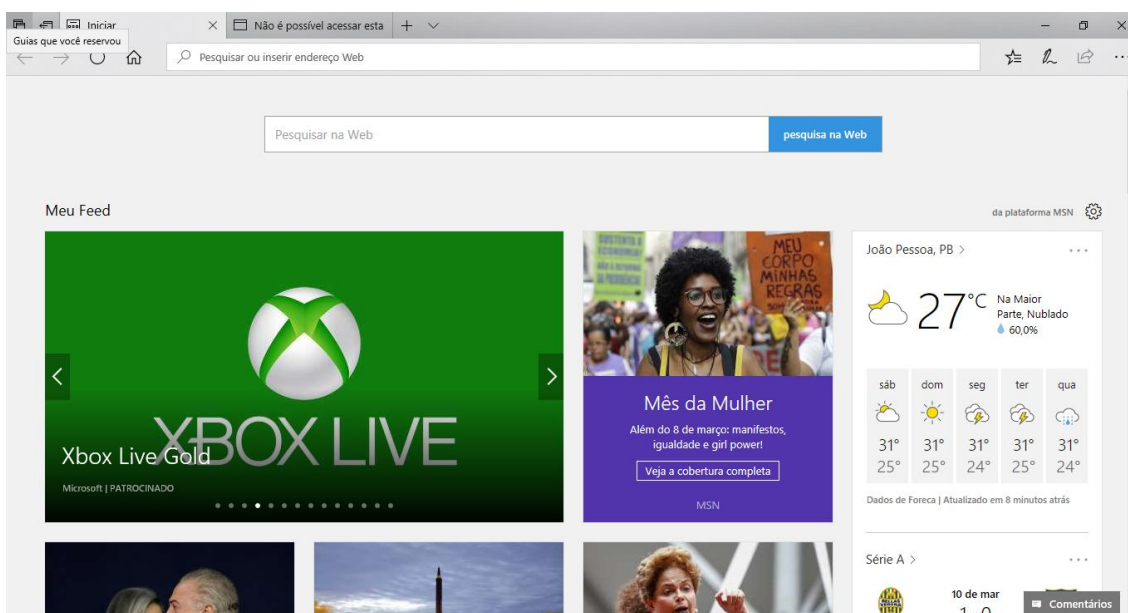 Iniciar
Não é possível acessar esta
Guias que você reservou
Pesquisar ou inserir endereço Web
Pesquisar na Web
pesquisa na Web
Meu Feed
da plataforma MSN
XBOX LIVE
Xbox Live Gold
Microsoft | PATROCINADO
MEU
CORPO
MINHAS
REGRAS
Mês da Mulher
Além do 8 de março: manifestos,
igualdade e girl power!
Veja a cobertura completa
MSN
João Pessoa, PB >
27°C
Na Maior
Parte, Nublado
60,0%
sáb dom seg ter qua
31° 31° 31° 31° 31°
25° 25° 24° 25° 24°
Dados de Foreca | Atualizado em 8 minutos atrás
Série A >
10 de mar
Comentários